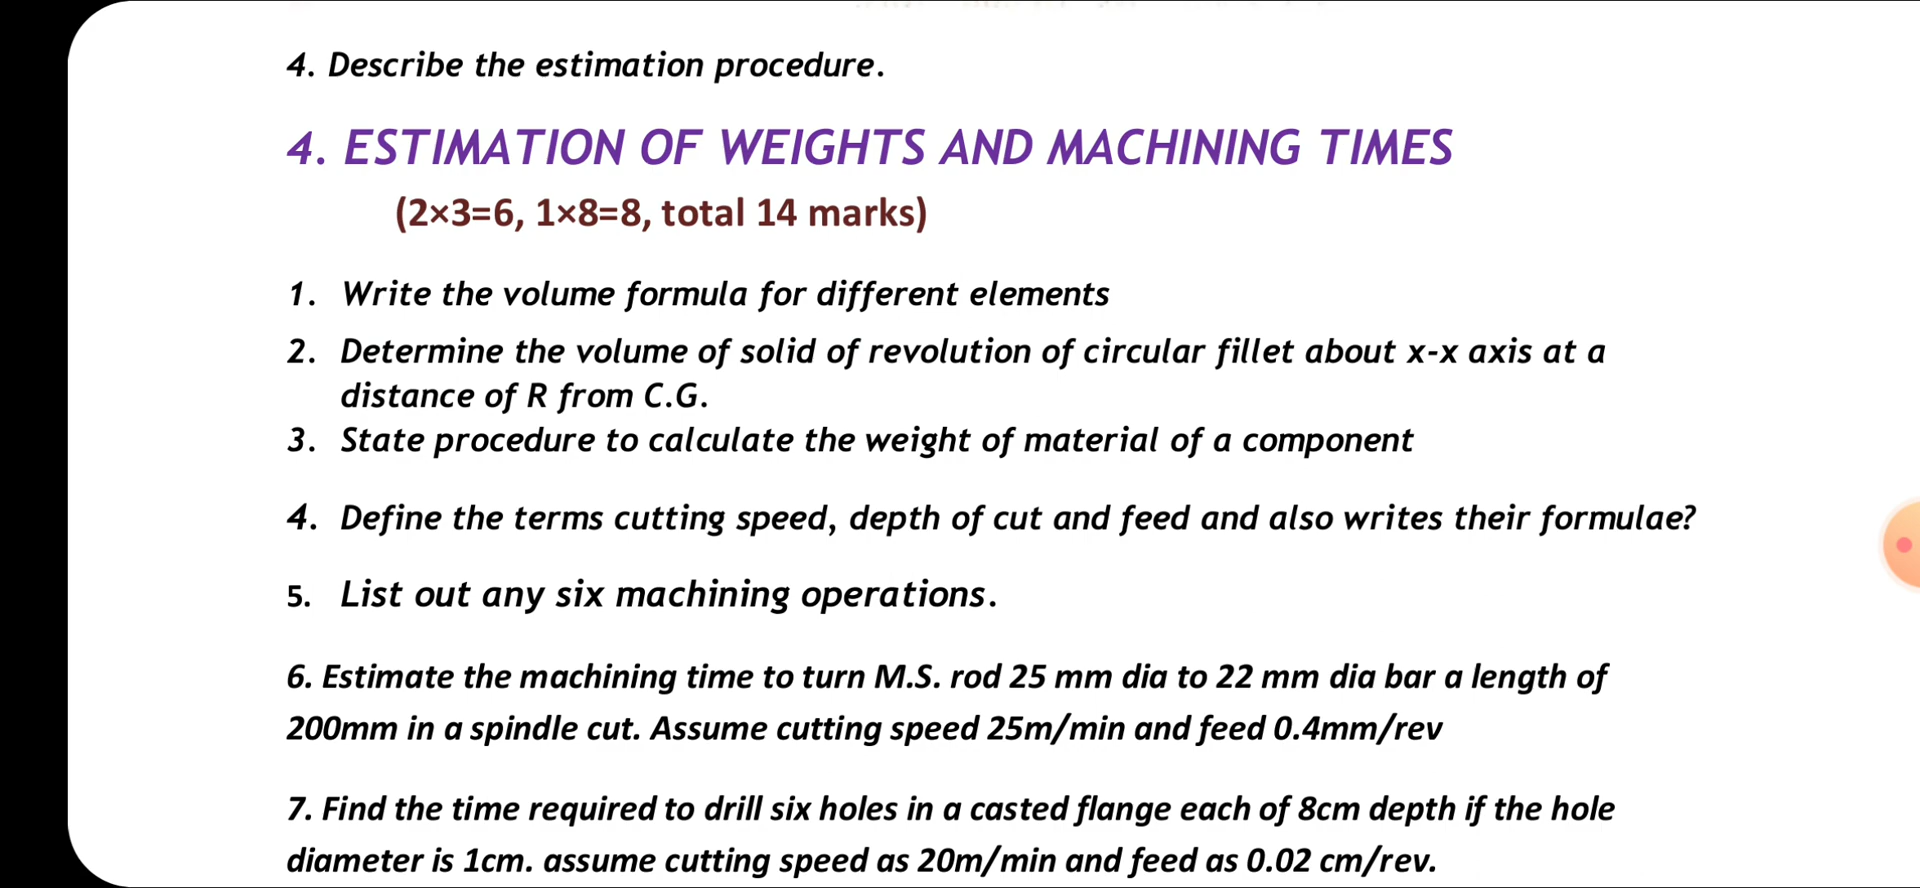 4. Describe the estimation procedure.
4. ESTIMATION OF WEIGHTS AND MACHINING TIMES
(2×3=6, 1×8=8, total 14 marks)
1. Write the volume formula for different elements
2. Determine the volume of solid of revolution of circular fillet about x-x axis at a
distance of R from C.G.
3. State procedure to calculate the weight of material of a component
4. Define the terms cutting speed, depth of cut and feed and also writes their formulae?
5. List out any six machining operations.
6. Estimate the machining time to turn M.S. rod 25 mm dia to 22 mm dia bar a length of
200mm in a spindle cut. Assume cutting speed 25m/min and feed 0.4mm/rev
7. Find the time required to drill six holes in a casted flange each of 8cm depth if the hole
diameter is 1cm. assume cutting speed as 20m/min and feed as 0.02 cm/rev.